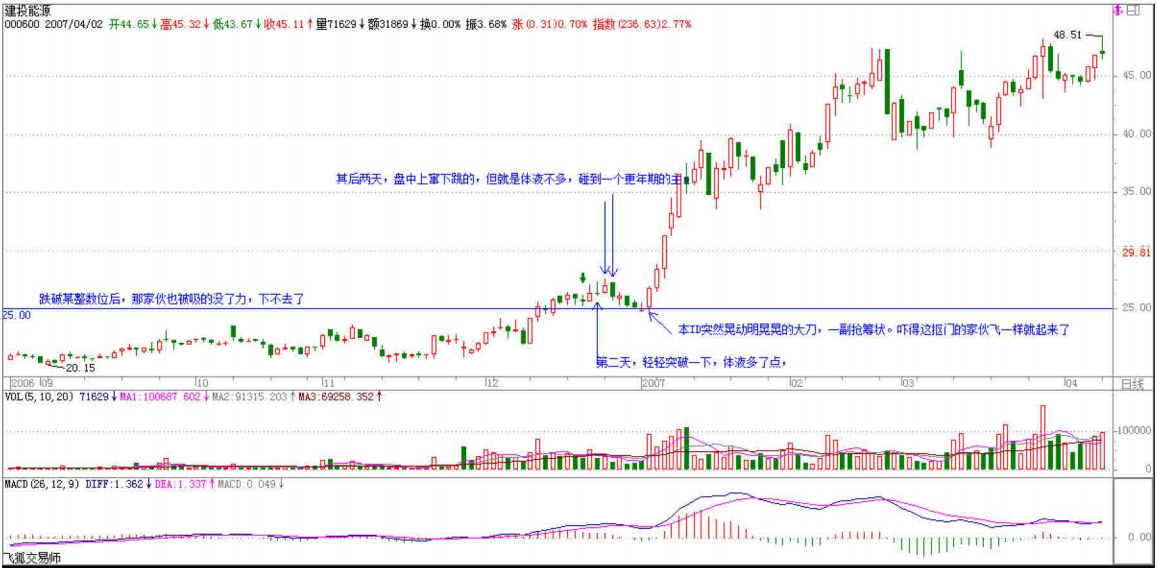 建投能源
000600 2007/04/02 开44.65↓高45.32↓低43.67↓收45.11↑量71629↓额31869↓换0.00% 振3.68% 涨(0.31)0.70% 指数(236.63)2.77%
48.51
45.00
40.00
其后两天，盘中上窜下跳的，但就是体液不多，碰到一个更年期的主
35.00
29.81
跌破某整数位后，那家伙也被吸的没了力，下不去了
25.00
25.00
本ID突然晃动明晃晃的大刀，一副抢筹状。吓得这抠门的家伙飞一样就起来了
第二天，轻轻突破一下，体液多了点，
20.15
2006 09 10 11 12 2007 02 03 04 日线
VOL(5,10,20) 71629↓MA1:100687.602↓MA2:91315.203↑MA3:69258.352↑
100000
0
MACD(26,12,9) DIFF:1.362↓DEA:1.337↑MACD:0.049↓
0.00
飞狐交易师